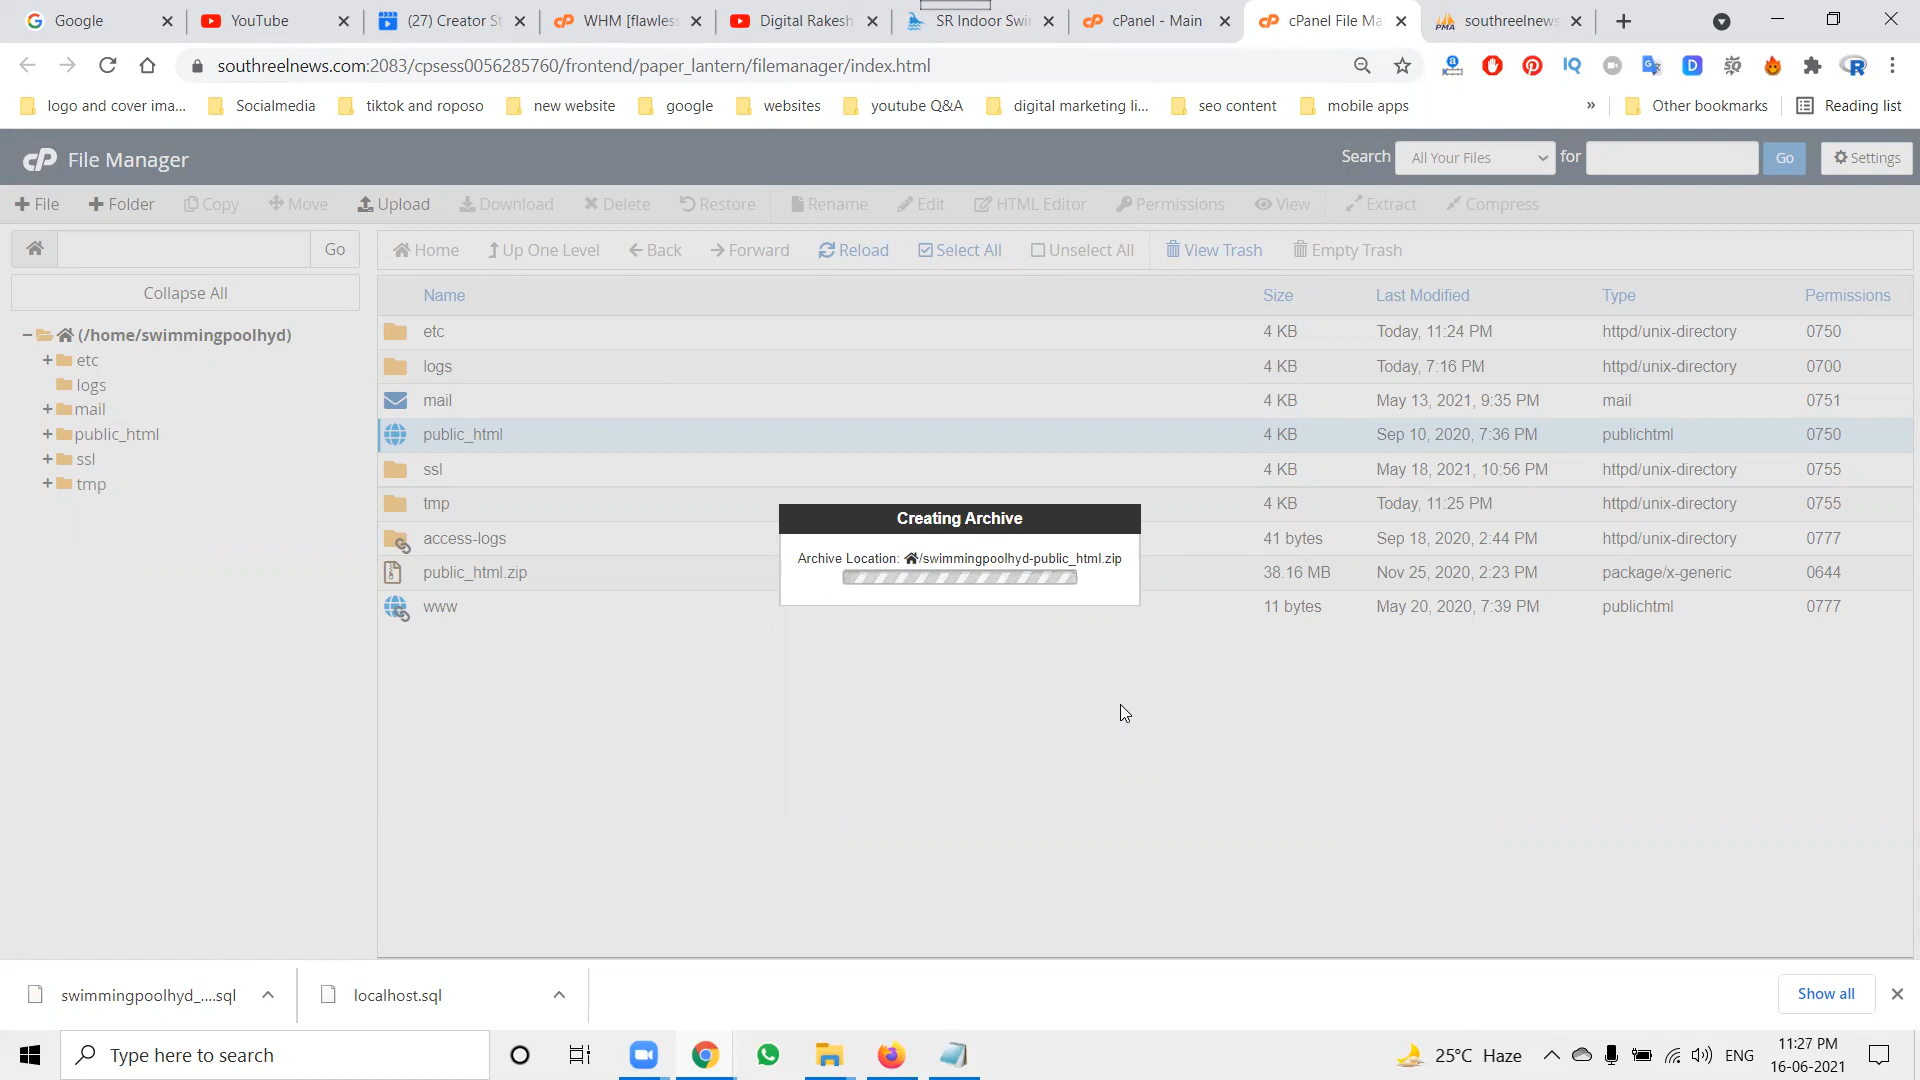 Google
YouTube
(27) Creator St
WHM [flawless
Digital Rakesh
SR Indoor Swi
cPanel - Main
cPanel File Ma
PMA southreelnews
southreelnews.com:2083/cpsess0056285760/frontend/paper_lantern/filemanager/index.html
logo and cover ima...
Socialmedia
tiktok and roposo
new website
google
websites
youtube Q&A
digital marketing li...
seo content
mobile apps
»
Other bookmarks
Reading list
cP File Manager
Search All Your Files for Go Settings
File Folder Copy Move Upload Download Delete Restore Rename Edit HTML Editor Permissions View Extract Compress
Go
Home Up One Level Back Forward Reload Select All Unselect All View Trash Empty Trash
Collapse All
(/home/swimmingpoolhyd)
etc
logs
mail
public_html
ssl
tmp
Name Size Last Modified Type Permissions
etc 4 KB Today, 11:24 PM httpd/unix-directory 0750
logs 4 KB Today, 7:16 PM httpd/unix-directory 0700
mail 4 KB May 13, 2021, 9:35 PM mail 0751
public_html 4 KB Sep 10, 2020, 7:36 PM publichtml 0750
ssl 4 KB May 18, 2021, 10:56 PM httpd/unix-directory 0755
tmp 4 KB Today, 11:25 PM httpd/unix-directory 0755
access-logs 41 bytes Sep 18, 2020, 2:44 PM httpd/unix-directory 0777
public_html.zip 38.16 MB Nov 25, 2020, 2:23 PM package/x-generic 0644
www 11 bytes May 20, 2020, 7:39 PM publichtml 0777
Creating Archive
Archive Location: /swimmingpoolhyd-public_html.zip
swimmingpoolhyd_....sql
localhost.sql
Show all
Type here to search
25°C Haze
ENG
11:27 PM
16-06-2021